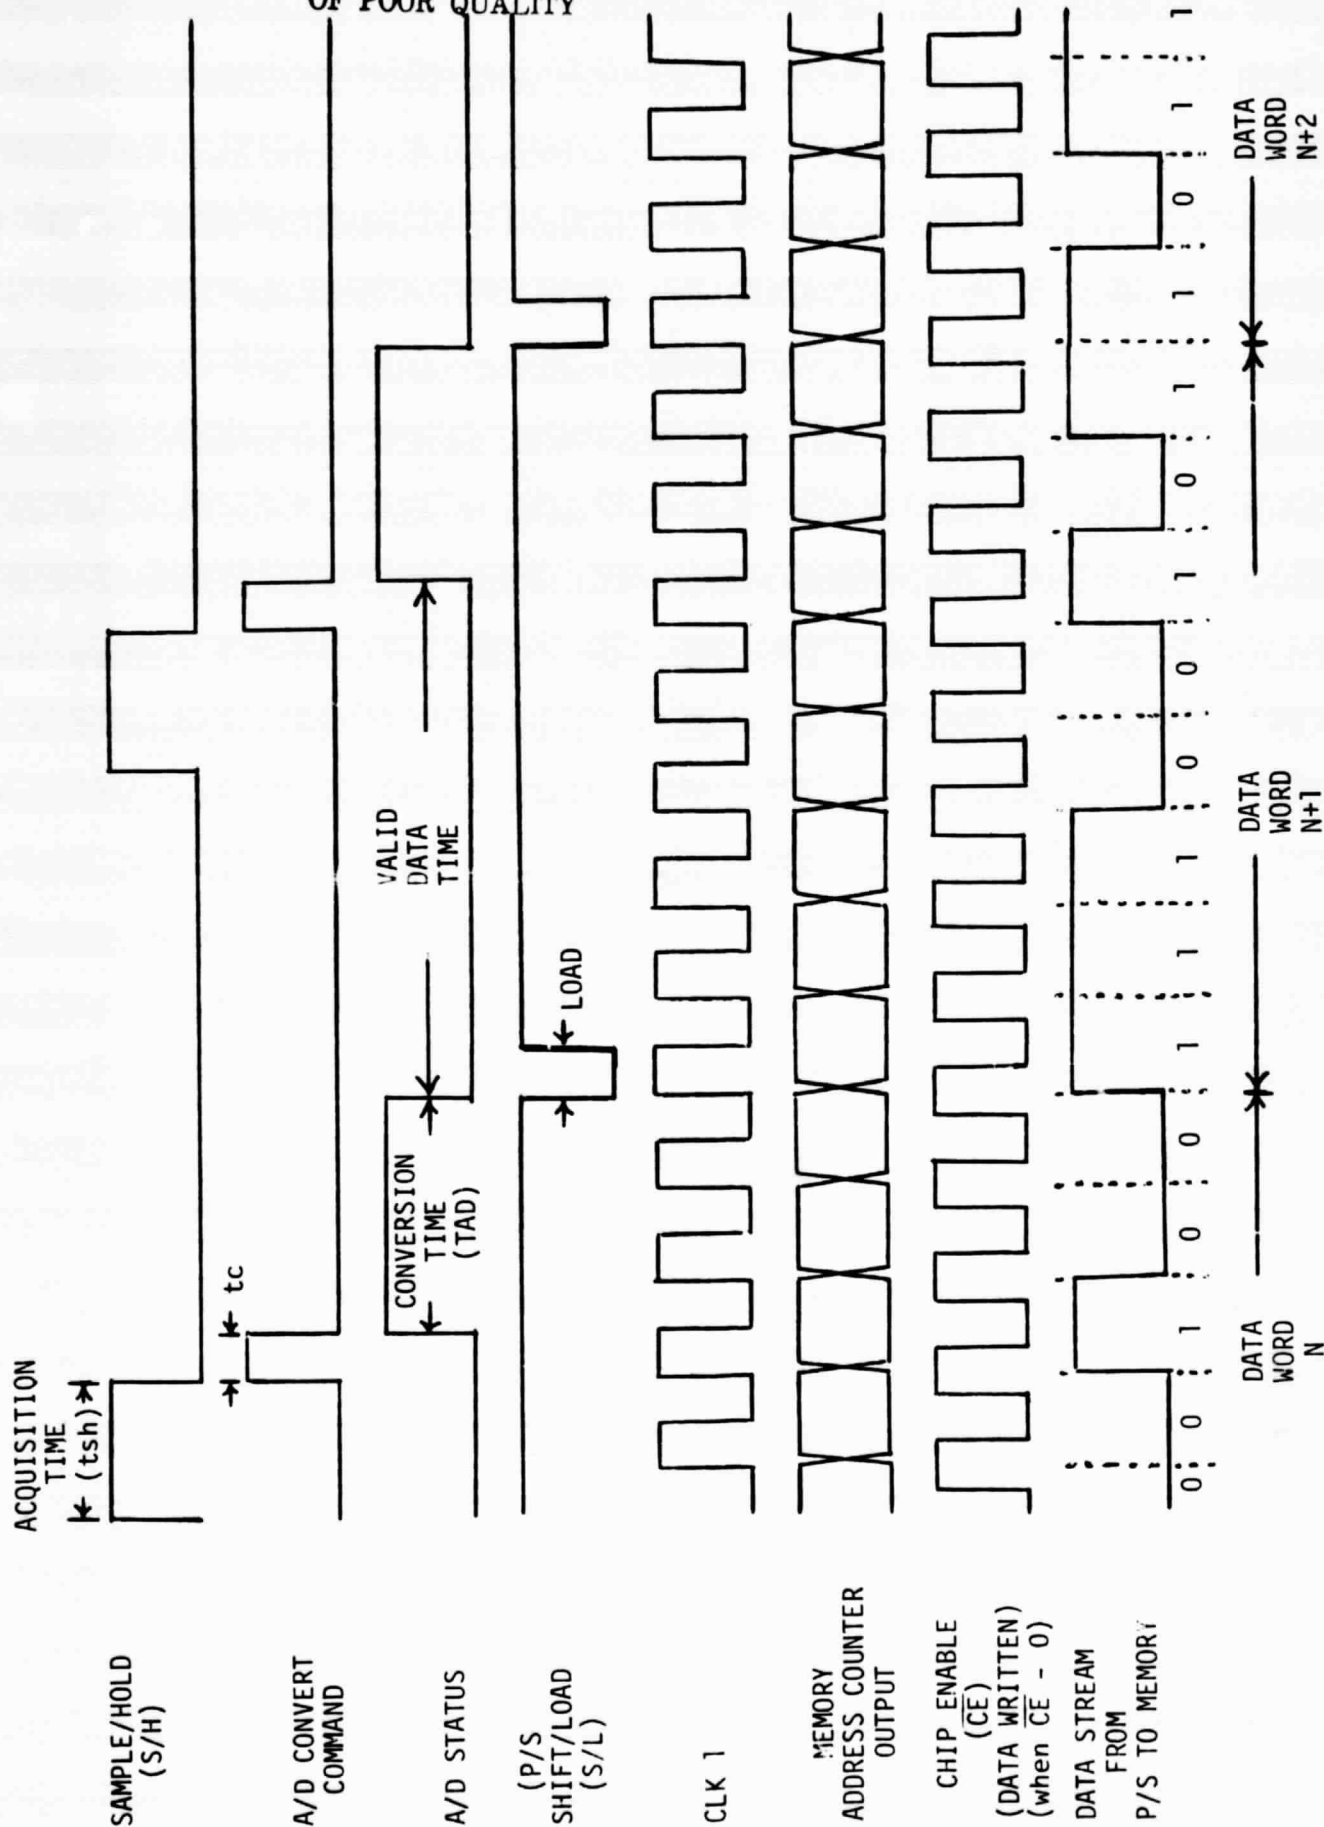 OF POOR QUALITY
ACQUISITION
TIME
(tsh)
SAMPLE/HOLD
(S/H)
tc
A/D CONVERT
COMMAND
CONVERSION
TIME
(TAD)
VALID
DATA
TIME
A/D STATUS
LOAD
(P/S
SHIFT/LOAD
(S/L)
CLK 1
MEMORY
ADDRESS COUNTER
OUTPUT
CHIP ENABLE
(C̅E̅)
(DATA WRITTEN)
(when C̅E̅ - 0)
DATA STREAM
FROM
P/S TO MEMORY
0 0 1 0 0 1 1 1 0 0 1 0 1 1 0 1 1
DATA
WORD
N
DATA
WORD
N+1
DATA
WORD
N+2